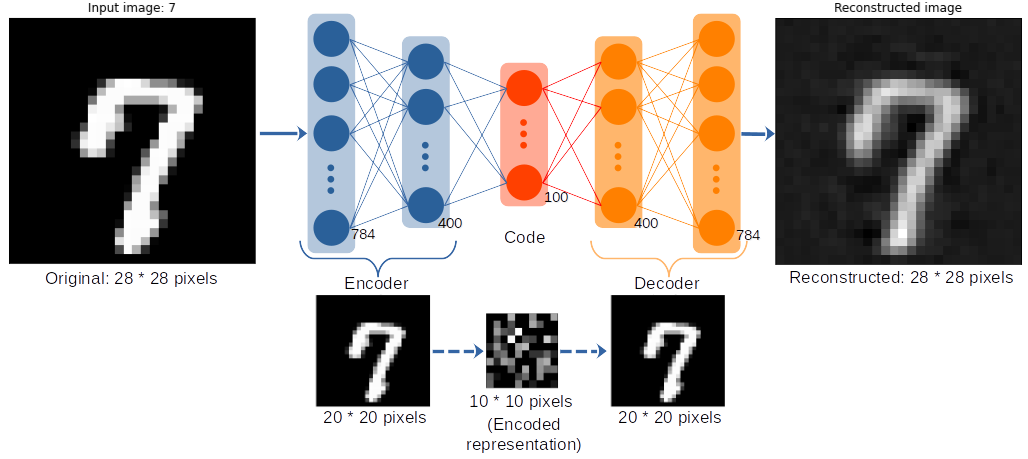 Input image: 7
Reconstructed image
784
400
100
400
784
Code
Original: 28 * 28 pixels
Encoder
Decoder
Reconstructed: 28 * 28 pixels
20 * 20 pixels
10 * 10 pixels
(Encoded
representation)
20 * 20 pixels